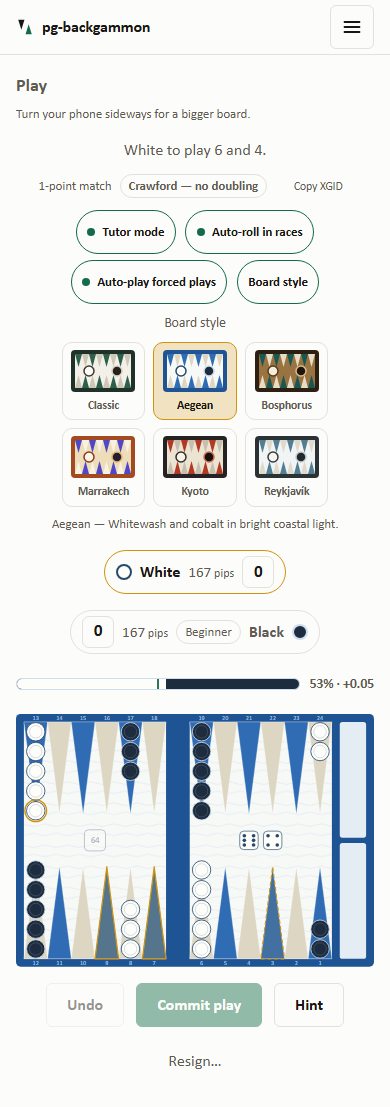 pg-backgammon
Play
Turn your phone sideways for a bigger board.
White to play 6 and 4.
1-point match Crawford — no doubling Copy XGID
Tutor mode Auto-roll in races
Auto-play forced plays Board style
Board style
Classic Aegean Bosphorus
Marrakech Kyoto Reykjavík
Aegean — Whitewash and cobalt in bright coastal light.
White 167 pips 0
0 167 pips Beginner Black
53% · +0.05
13 14 15 16 17 18 19 20 21 22 23 24
64
12 11 10 9 8 7 6 5 4 3 2 1
Undo Commit play Hint
Resign...